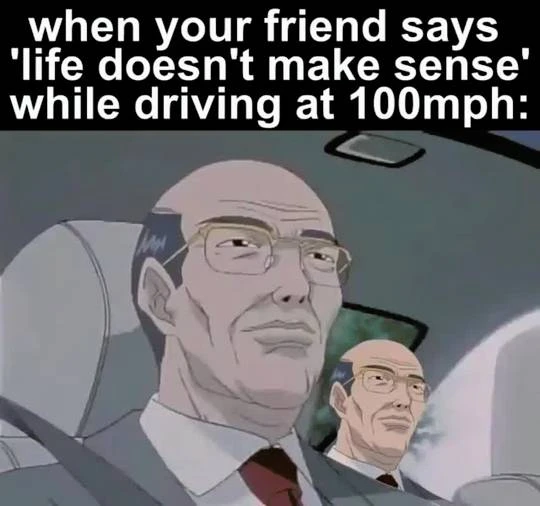 when your friend says
'life doesn't make sense'
while driving at 100mph: